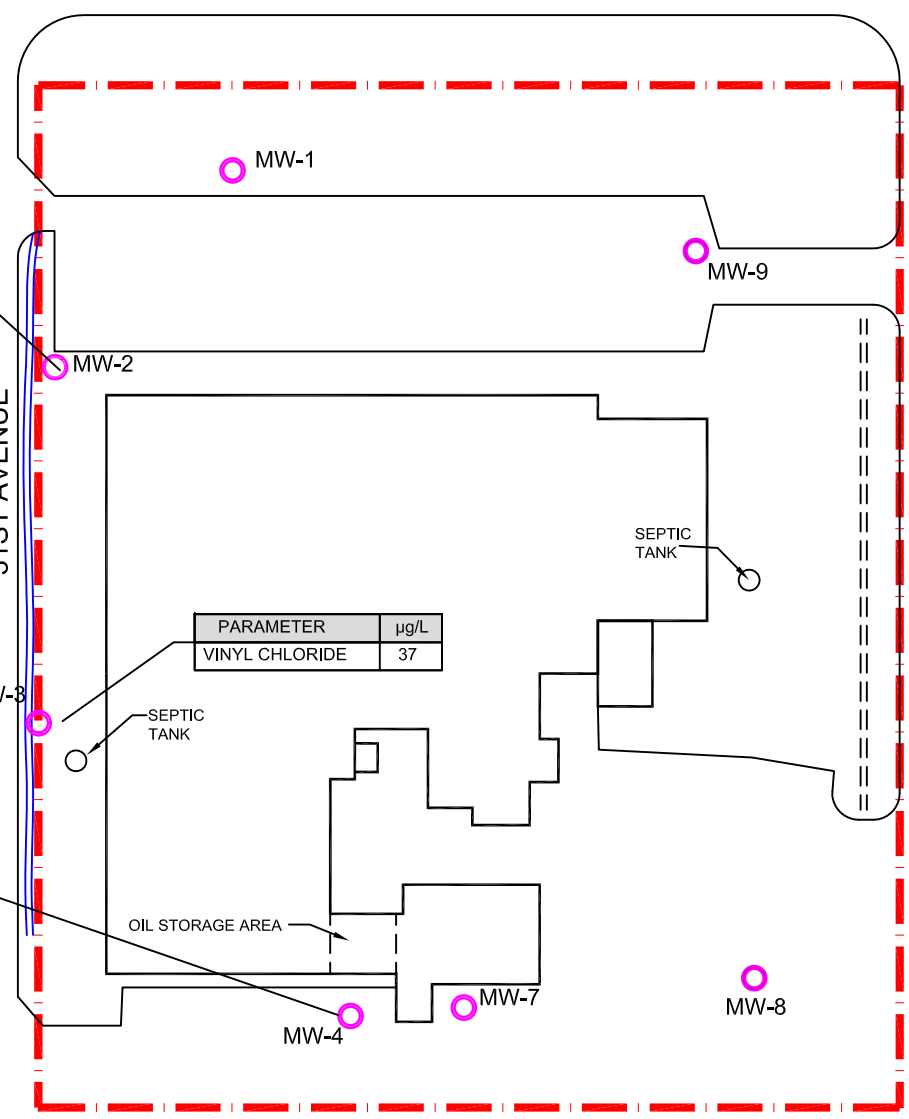 MW-1
MW-9
MW-2
AVENUE
SEPTIC
TANK
PARAMETER µg/L
VINYL CHLORIDE 37
SEPTIC
TANK
OIL STORAGE AREA
MW-7
MW-8
MW-4